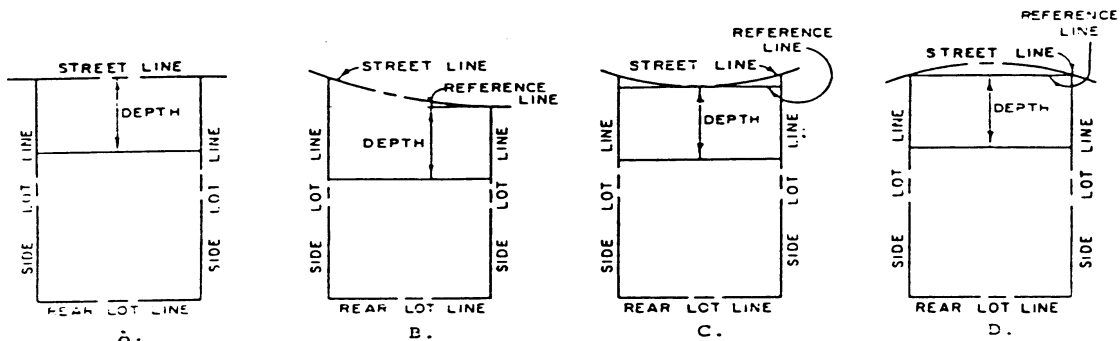 STREET LINE
DEPTH
SIDE LOT LINE
SIDE LOT LINE
REAR LOT LINE
A.
STREET LINE
REFERENCE
LINE
DEPTH
SIDE LOT LINE
SIDE LOT LINE
REAR LOT LINE
B.
REFERENCE
LINE
STREET LINE
DEPTH
SIDE LOT LINE
SIDE LOT LINE
REAR LOT LINE
C.
REFERENCE
LINE
STREET LINE
DEPTH
SIDE LOT LINE
SIDE LOT LINE
REAR LOT LINE
D.